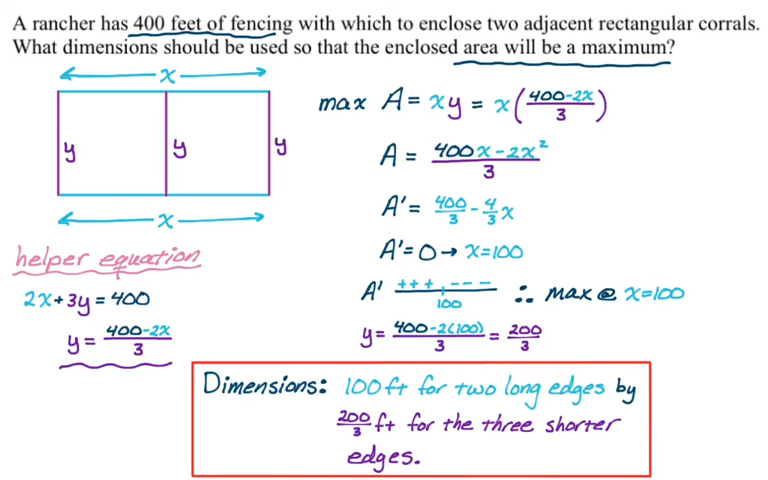 A rancher has 400 feet of fencing with which to enclose two adjacent rectangular corrals.
What dimensions should be used so that the enclosed area will be a maximum?
x
y y y
x
helper equation
2x+3y=400
y = (400-2x)/3
max A = xy = x((400-2x)/3)
A = (400x-2x²)/3
A' = 400/3 - 4/3 x
A' = 0 → x=100
A' +++ --- ∴ max @ x=100
100
y = (400-2(100))/3 = 200/3
Dimensions: 100ft for two long edges by
200/3 ft for the three shorter
edges.